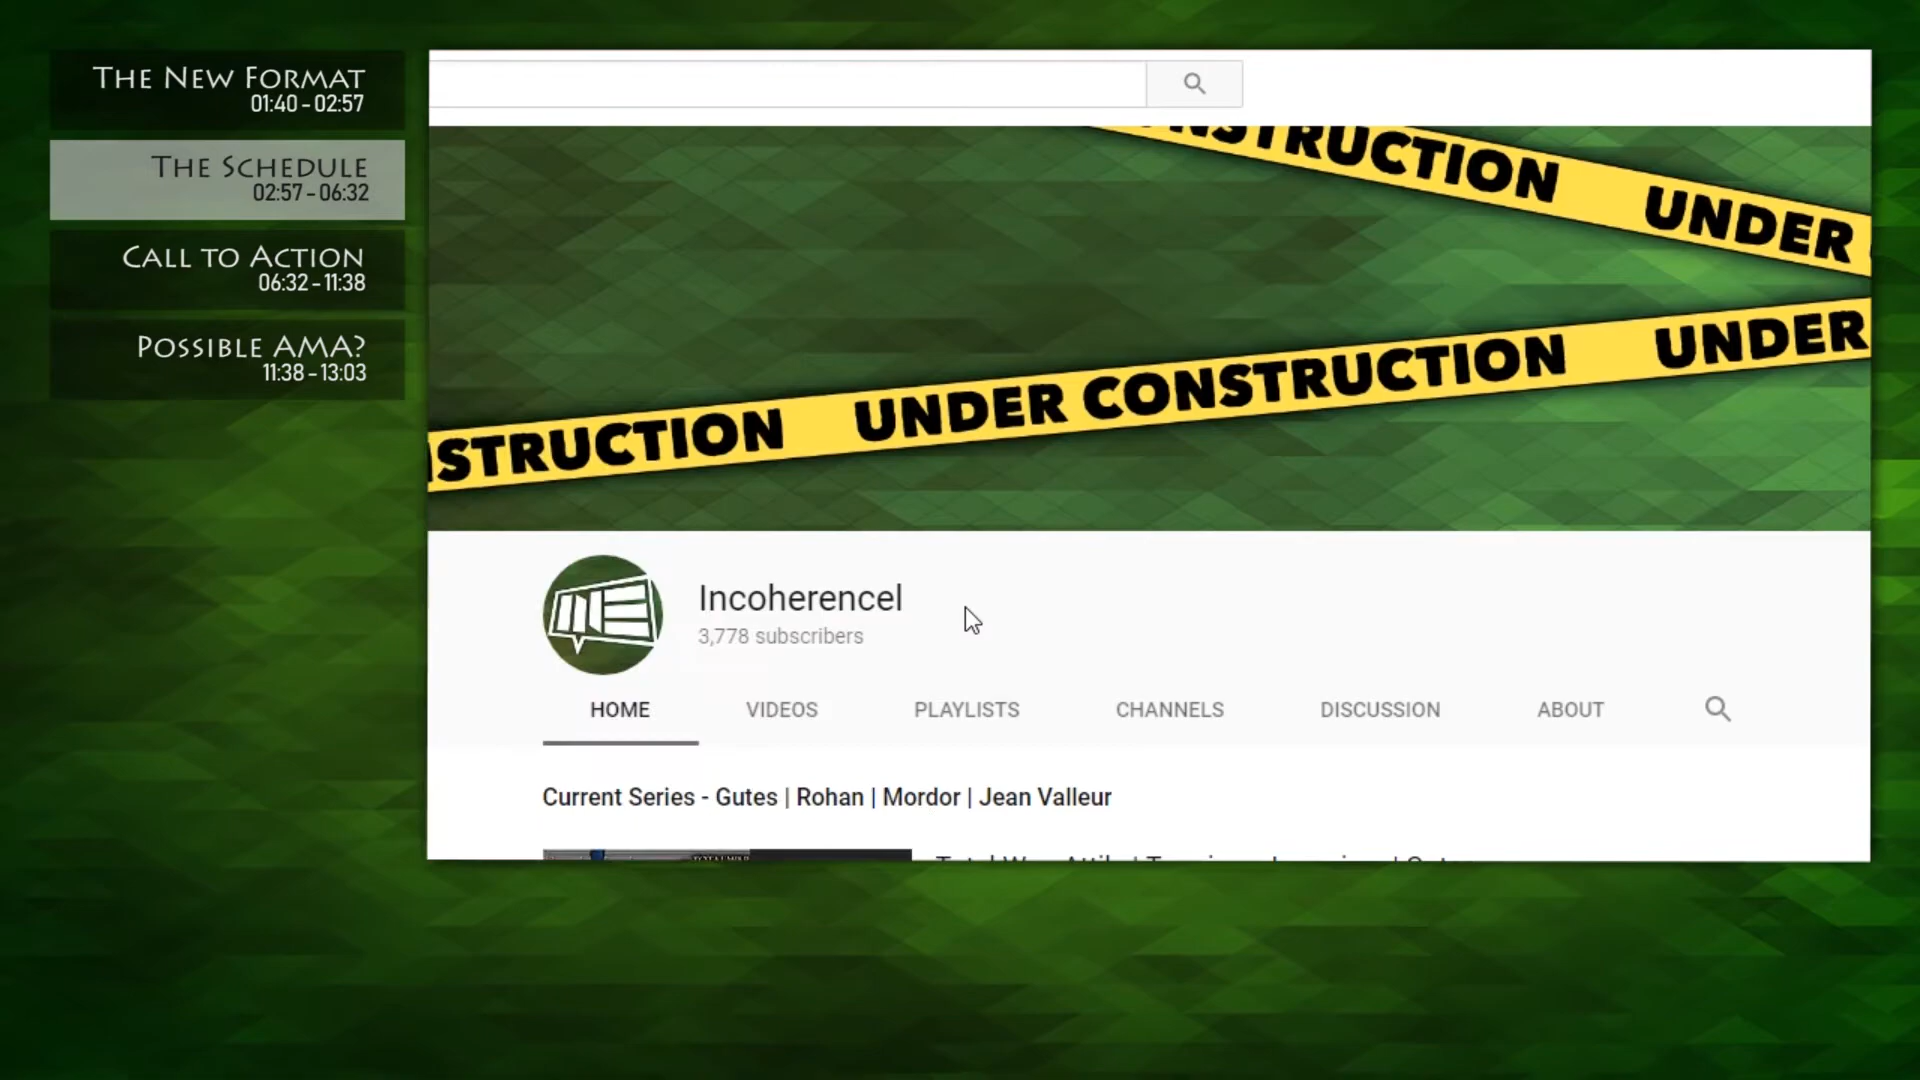 THE NEW FORMAT
01:40 - 02:57
THE SCHEDULE
02:57 - 06:32
CALL TO ACTION
06:32 - 11:38
POSSIBLE AMA?
11:38 - 13:03
NSTRUCTION UNDER
STRUCTION UNDER CONSTRUCTION UNDER
Incoherencel
3,778 subscribers
HOME VIDEOS PLAYLISTS CHANNELS DISCUSSION ABOUT
Current Series - Gutes | Rohan | Mordor | Jean Valleur